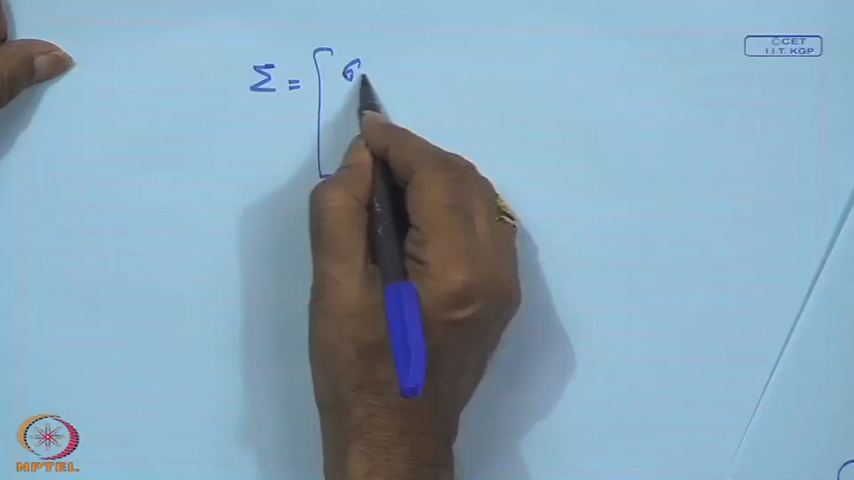 Σ = [ σ
© CET
I.I.T. KGP
NPTEL